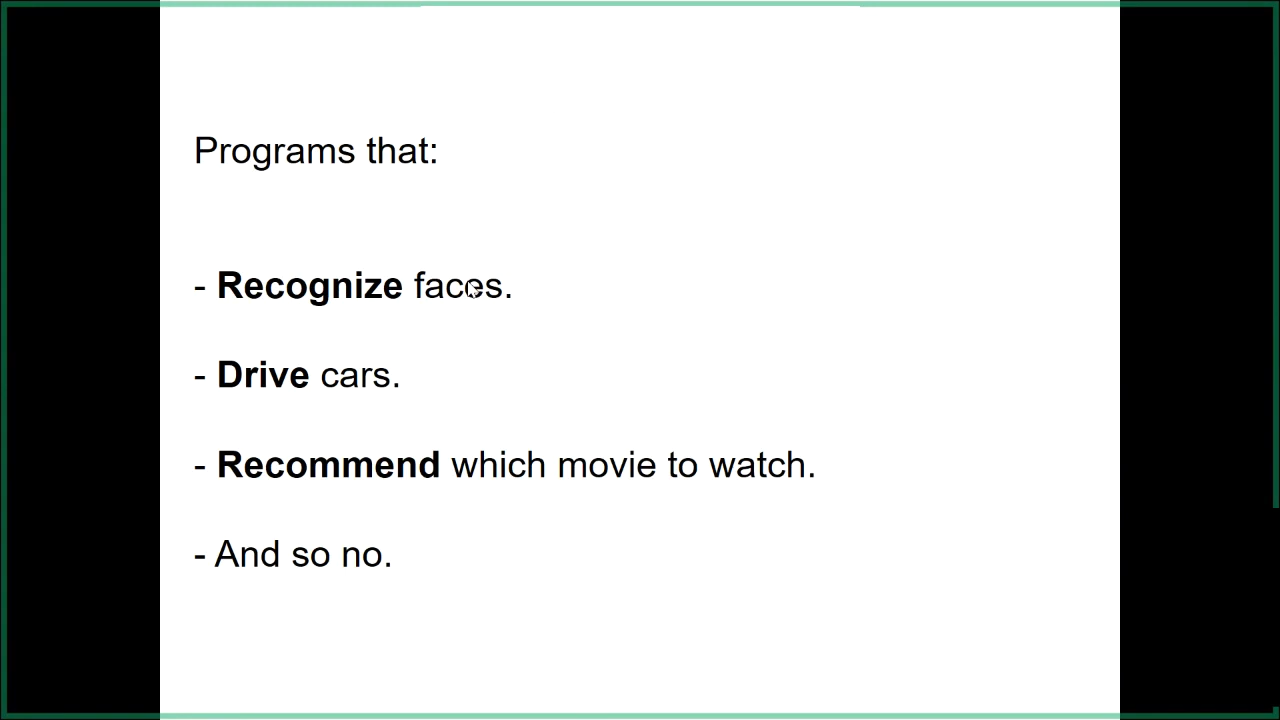 Programs that:
- Recognize faces.
- Drive cars.
- Recommend which movie to watch.
- And so no.